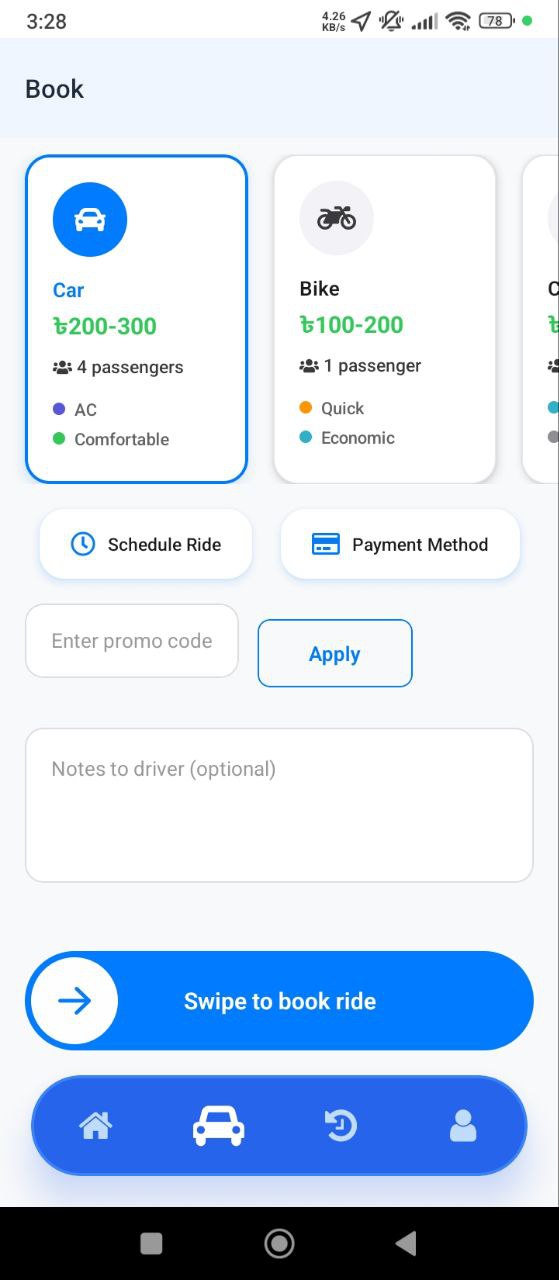 3:28
4.26
KB/s
78
Book
Car
৳200-300
4 passengers
AC
Comfortable
Bike
৳100-200
1 passenger
Quick
Economic
C
৳
Schedule Ride
Payment Method
Enter promo code
Apply
Notes to driver (optional)
Swipe to book ride